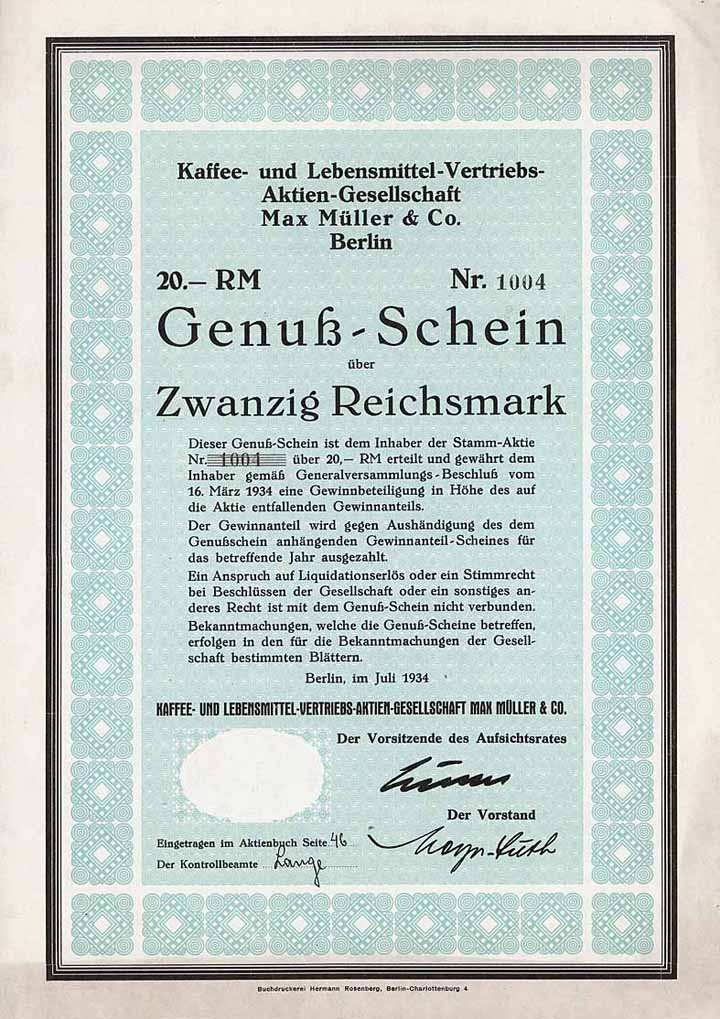 Kaffee- und Lebensmittel-Vertriebs-
Aktien-Gesellschaft
Max Müller & Co.
Berlin
20.— RM Nr. 1004
Genuß-Schein
über
Zwanzig Reichsmark
Dieser Genuß-Schein ist dem Inhaber der Stamm-Aktie
Nr. 1004 über 20,— RM erteilt und gewährt dem
Inhaber gemäß Generalversammlungs-Beschluß vom
16. März 1934 eine Gewinnbeteiligung in Höhe des auf
die Aktie entfallenden Gewinnanteils.
Der Gewinnanteil wird gegen Aushändigung des dem
Genußschein anhängenden Gewinnanteil-Scheines für
das betreffende Jahr ausgezahlt.
Ein Anspruch auf Liquidationserlös oder ein Stimmrecht
bei Beschlüssen der Gesellschaft oder ein sonstiges an-
deres Recht ist mit dem Genuß-Schein nicht verbunden.
Bekanntmachungen, welche die Genuß-Scheine betreffen,
erfolgen in den für die Bekanntmachungen der Gesell-
schaft bestimmten Blättern.
Berlin, im Juli 1934
KAFFEE- UND LEBENSMITTEL-VERTRIEBS-AKTIEN-GESELLSCHAFT MAX MÜLLER & CO.
Der Vorsitzende des Aufsichtsrates
Der Vorstand
Eingetragen im Aktienbuch Seite 46
Der Kontrollbeamte Lange
Buchdruckerei Hermann Rosenberg, Berlin-Charlottenburg 4